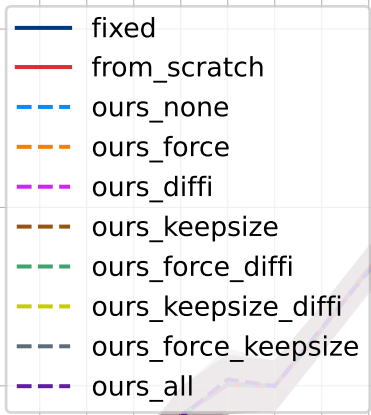 fixed
from_scratch
ours_none
ours_force
ours_diffi
ours_keepsize
ours_force_diffi
ours_keepsize_diffi
ours_force_keepsize
ours_all